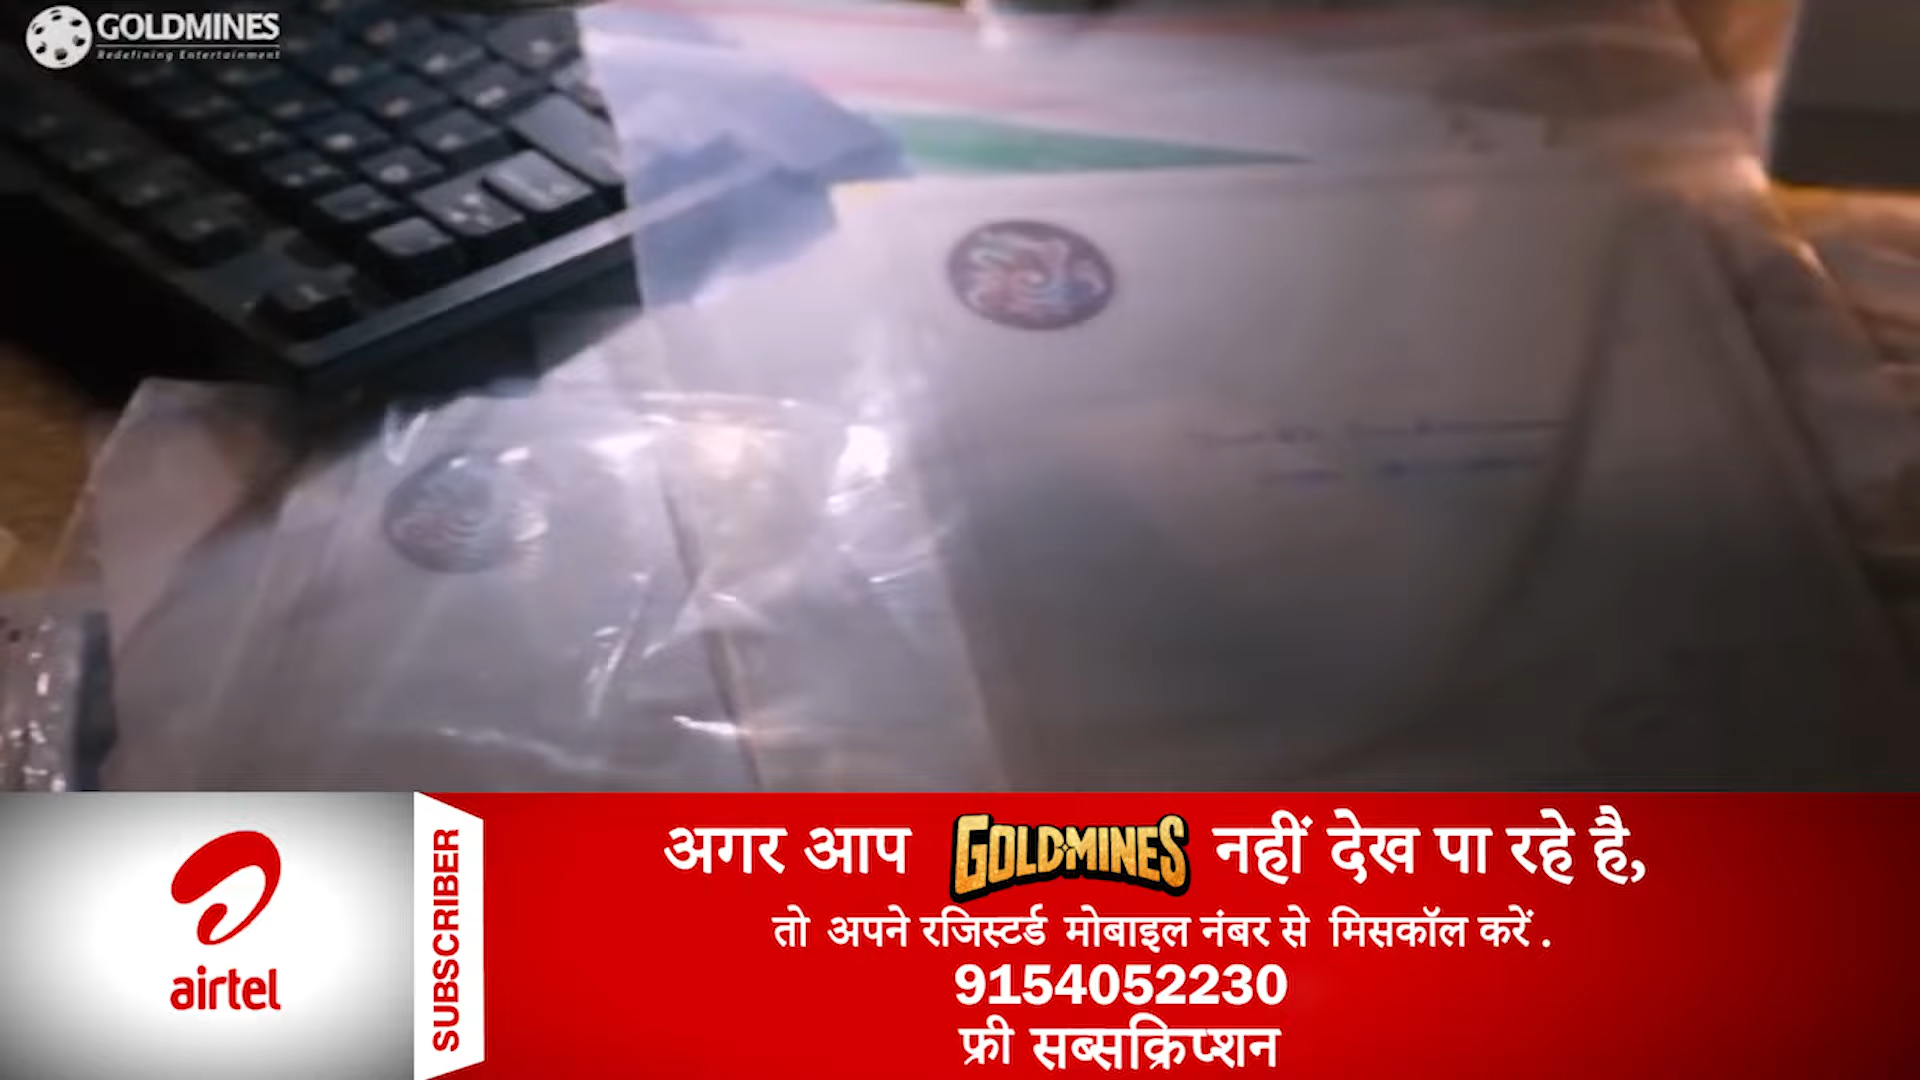 GOLDMINES
Redefining Entertainment
airtel
SUBSCRIBER
अगर आप GOLDMINES नहीं देख पा रहे है,
तो अपने रजिस्टर्ड मोबाइल नंबर से मिसकॉल करें .
9154052230
फ्री सब्सक्रिप्शन